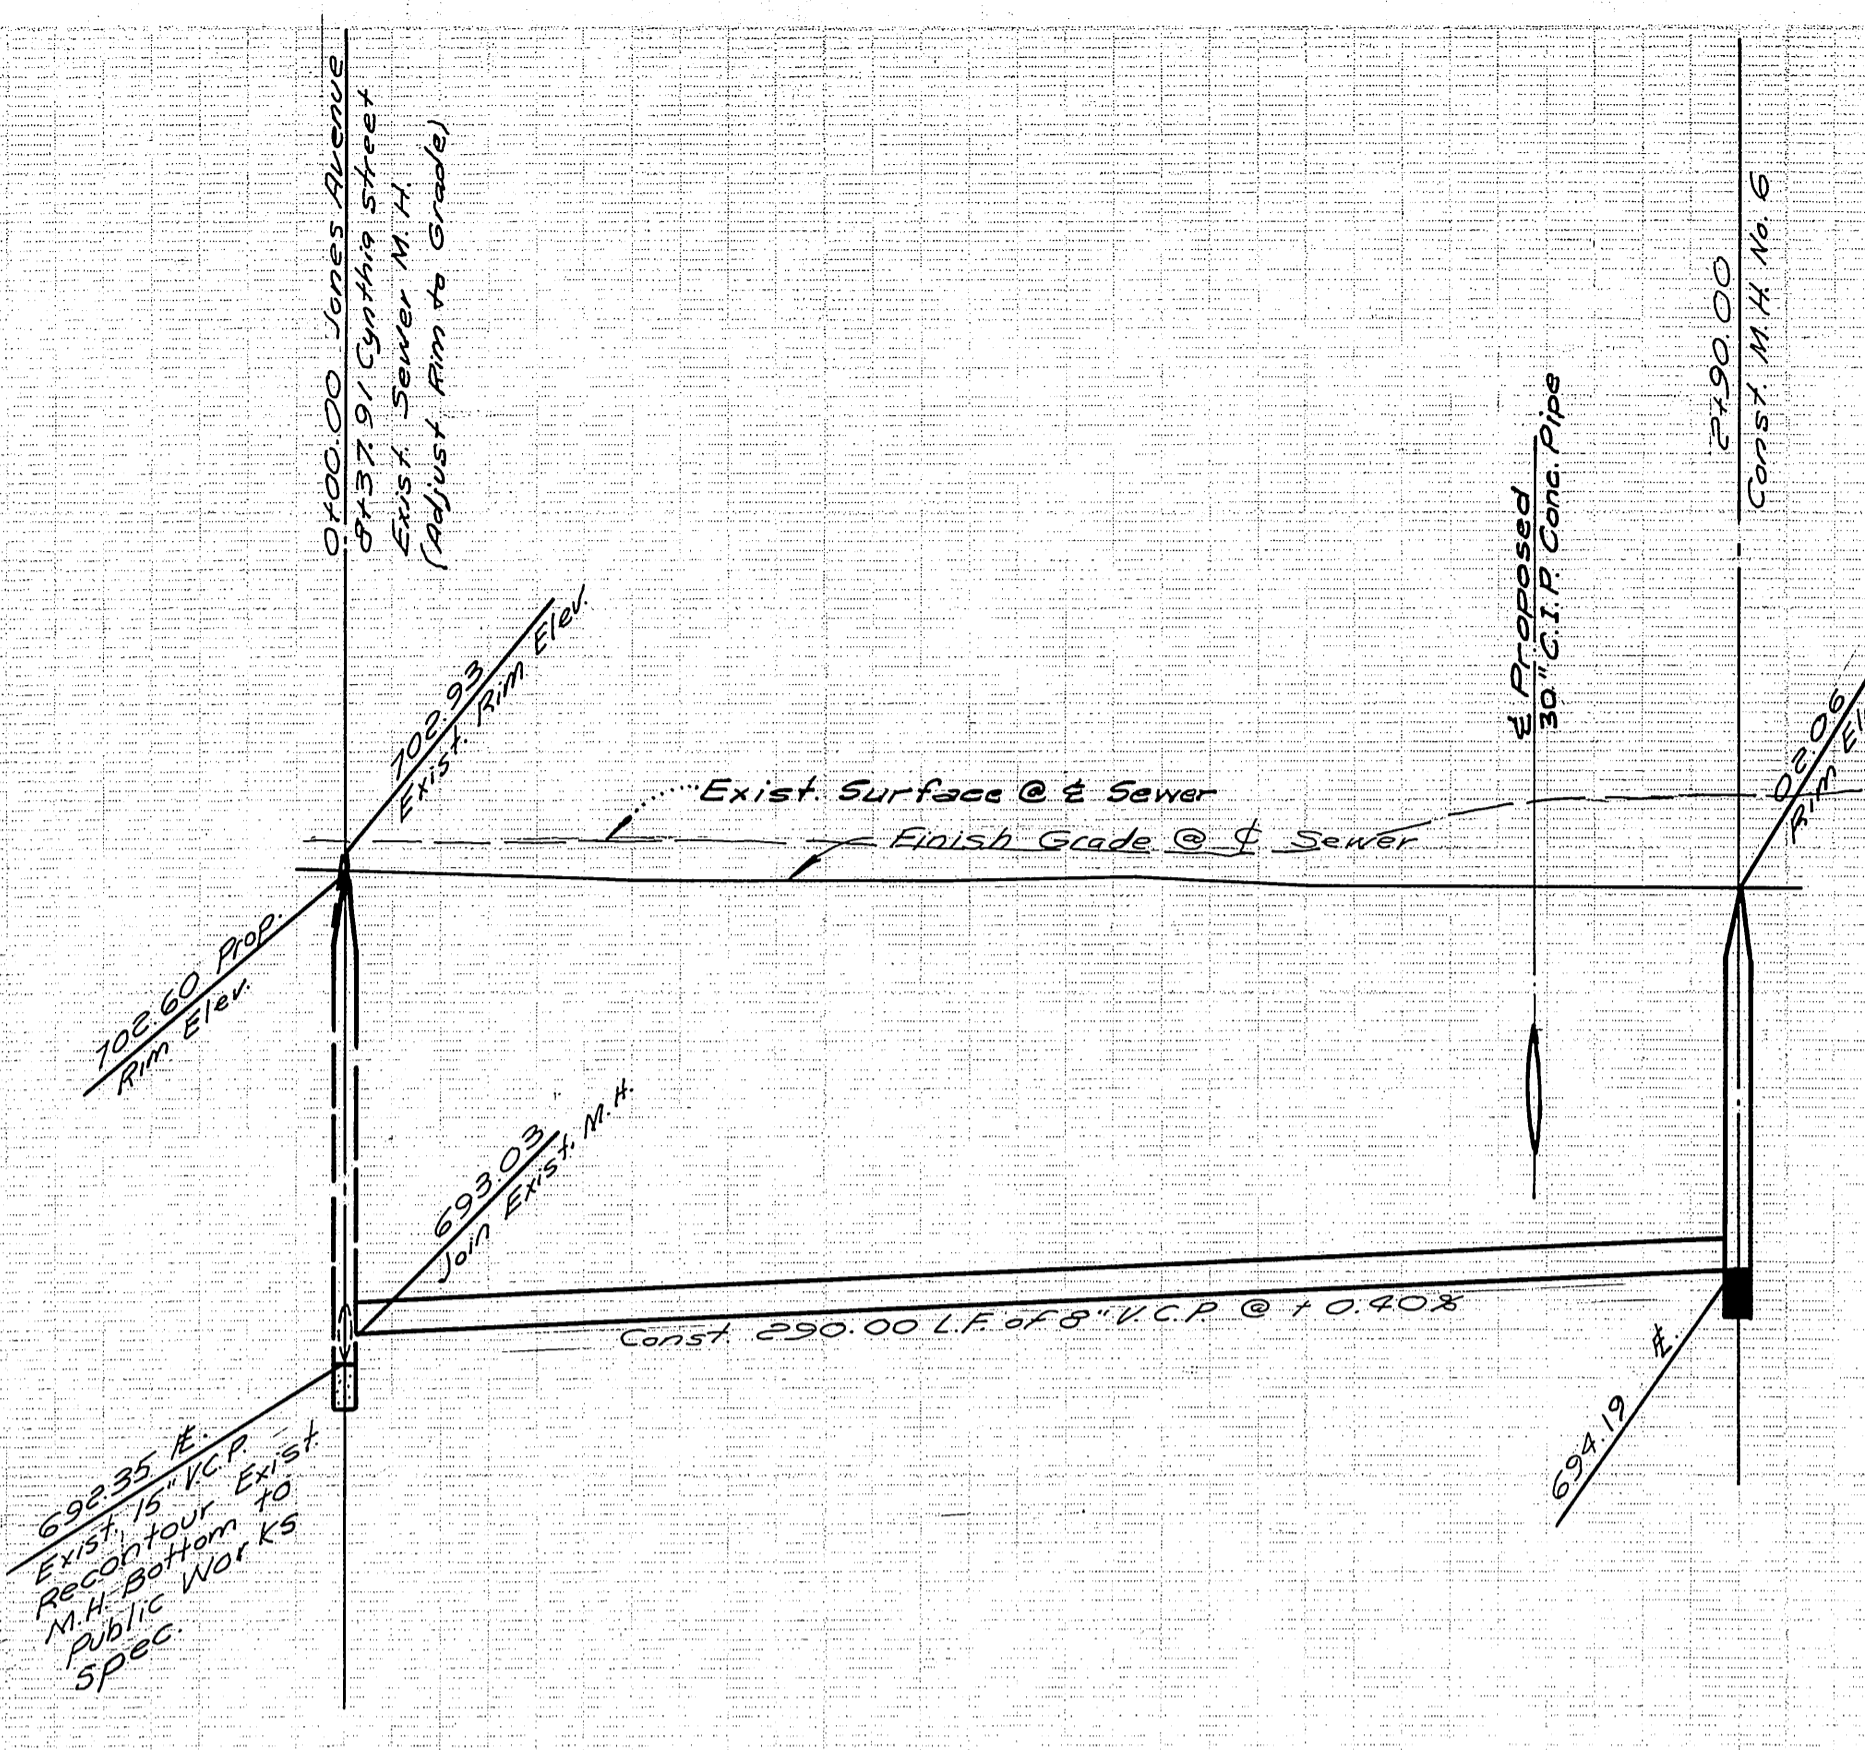 0+00.00 Jones Avenue
8+37.91 Cynthia Street
Exist. Sewer M.H.
(Adjust Rim to Grade)
2+90.00
Const. M.H. No. 6
℄ Proposed
30" C.I.P. Conc. Pipe
702.93
Exist. Rim Elev.
02.06
Rim El
Exist. Surface @ ℄ Sewer
Finish Grade @ ℄ Sewer
702.60 Prop.
Rim Elev.
693.03
Join Exist. M.H.
Const. 290.00 L.F. of 8" V.C.P. @ + 0.40%
694.19
692.35
Exist. 15" V.C.P.
Recontour Exist.
M.H. Bottom to
Public Works
Spec.